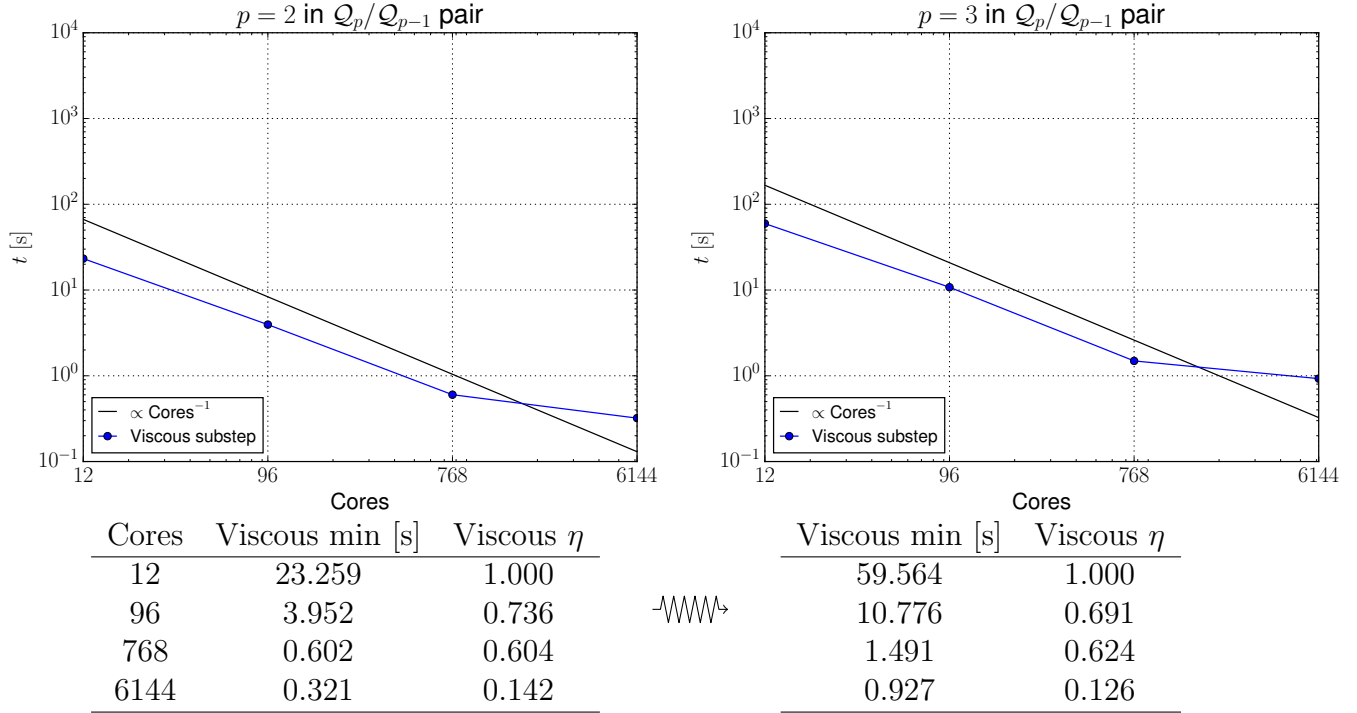 p = 2 in Q_p/Q_{p−1} pair
10^4
10^3
10^2
10^1
10^0
10^{−1}
t [s]
∝ Cores^{−1}
Viscous substep
12 96 768 6144
Cores
p = 3 in Q_p/Q_{p−1} pair
10^4
10^3
10^2
10^1
10^0
10^{−1}
t [s]
∝ Cores^{−1}
Viscous substep
12 96 768 6144
Cores
Cores Viscous min [s] Viscous η
12 23.259 1.000
96 3.952 0.736
768 0.602 0.604
6144 0.321 0.142
Viscous min [s] Viscous η
59.564 1.000
10.776 0.691
1.491 0.624
0.927 0.126